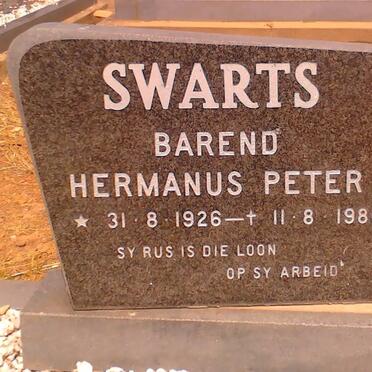 SWARTS
BAREND
HERMANUS PETER
* 31·8·1926—† 11·8·198
SY RUS IS DIE LOON
OP SY ARBEID